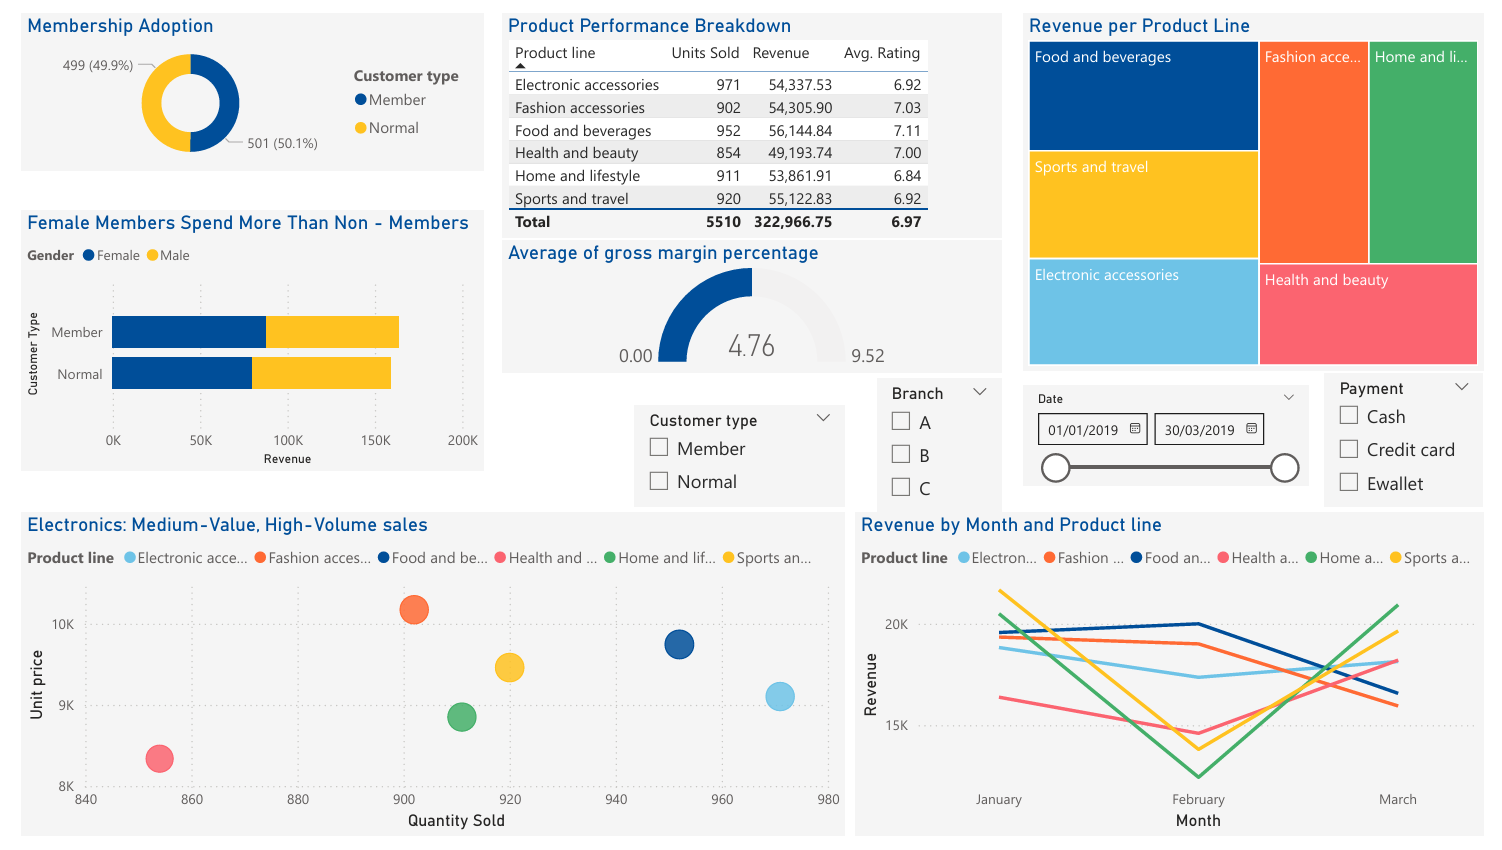 Membership Adoption
499 (49.9%)
501 (50.1%)
Customer type
Member
Normal
Female Members Spend More Than Non - Members
Gender Female Male
Customer Type
Member
Normal
0K 50K 100K 150K 200K
Revenue
Product Performance Breakdown
Product line Units Sold Revenue Avg. Rating
Electronic accessories 971 54,337.53 6.92
Fashion accessories 902 54,305.90 7.03
Food and beverages 952 56,144.84 7.11
Health and beauty 854 49,193.74 7.00
Home and lifestyle 911 53,861.91 6.84
Sports and travel 920 55,122.83 6.92
Total 5510 322,966.75 6.97
Average of gross margin percentage
0.00 4.76 9.52
Revenue per Product Line
Food and beverages
Fashion acce...
Home and li...
Sports and travel
Electronic accessories
Health and beauty
Customer type
Member
Normal
Branch
A
B
C
Date
01/01/2019 30/03/2019
Payment
Cash
Credit card
Ewallet
Electronics: Medium-Value, High-Volume sales
Product line Electronic acce... Fashion acces... Food and be... Health and ... Home and lif... Sports an...
Unit price
10K
9K
8K
840 860 880 900 920 940 960 980
Quantity Sold
Revenue by Month and Product line
Product line Electron... Fashion ... Food an... Health a... Home a... Sports a...
Revenue
20K
15K
January February March
Month